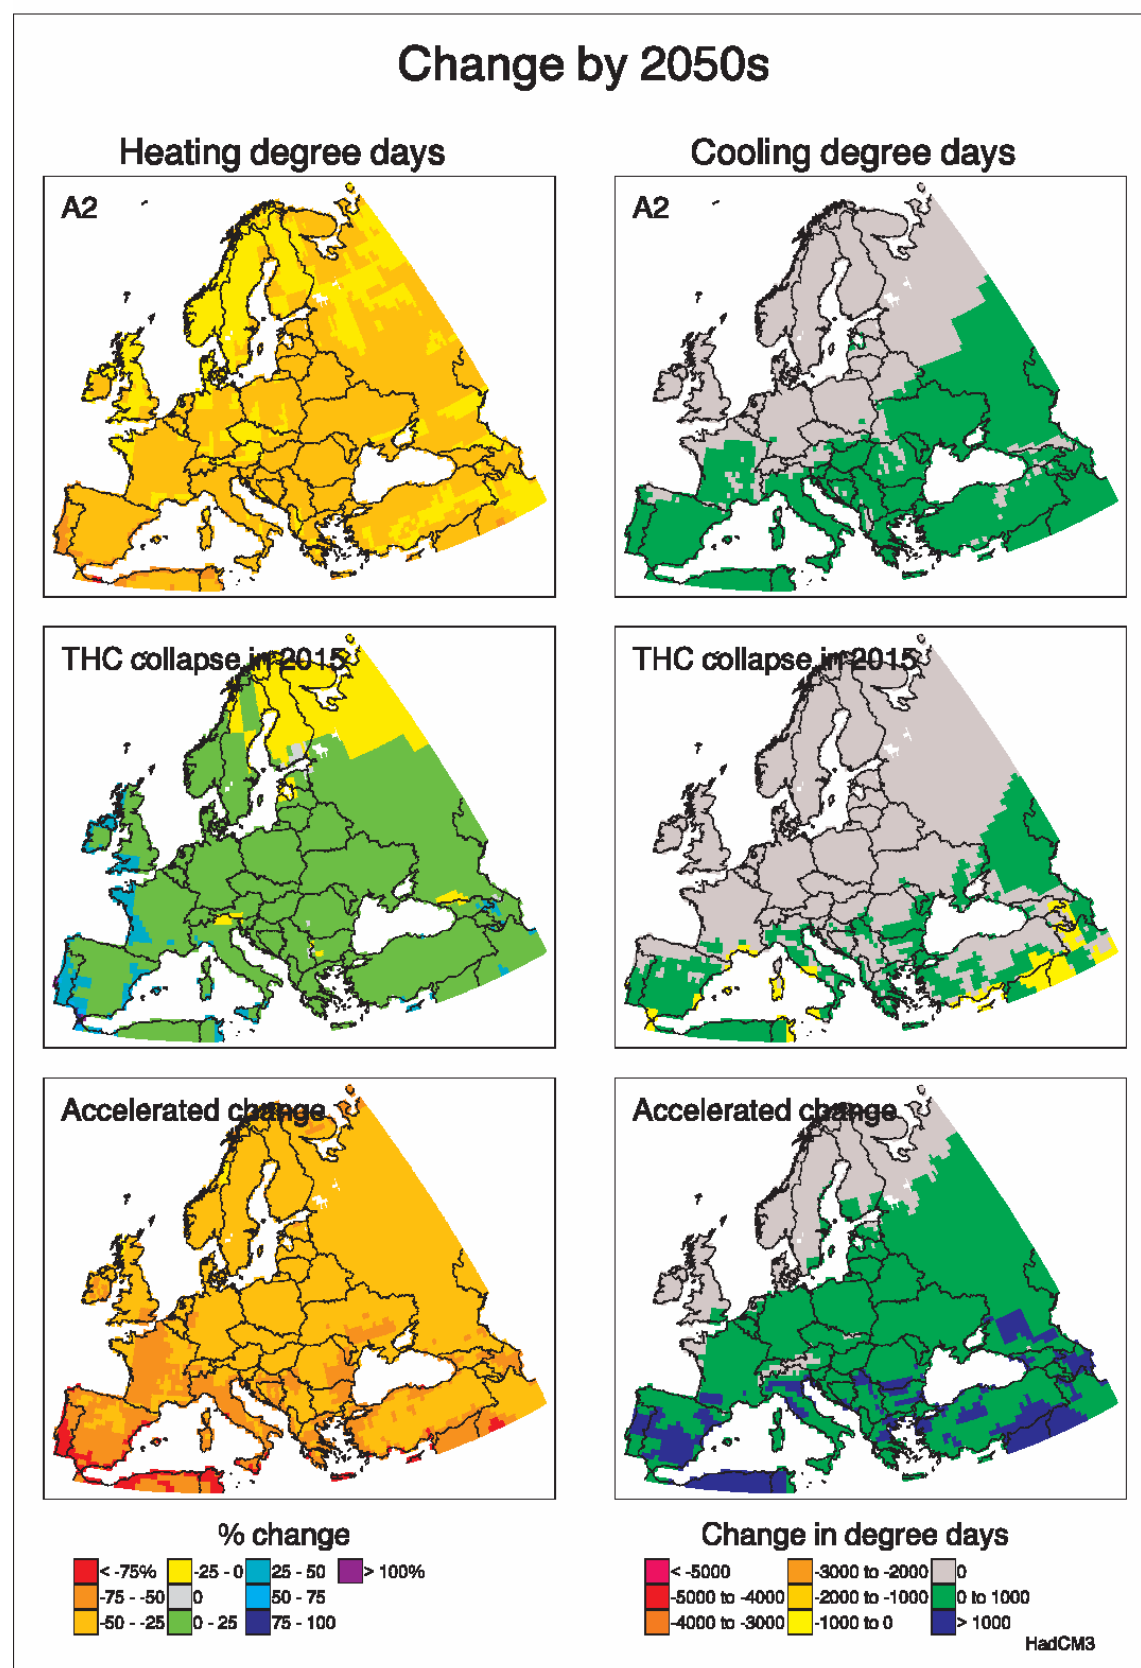 Change by 2050s
Heating degree days
Cooling degree days
A2
A2
THC collapse in 2015
THC collapse in 2015
Accelerated change
Accelerated change
% change
< -75%
-75 - -50
-50 - -25
-25 - 0
0
0 - 25
25 - 50
50 - 75
75 - 100
> 100%
Change in degree days
< -5000
-5000 to -4000
-4000 to -3000
-3000 to -2000
-2000 to -1000
-1000 to 0
0
0 to 1000
> 1000
HadCM3